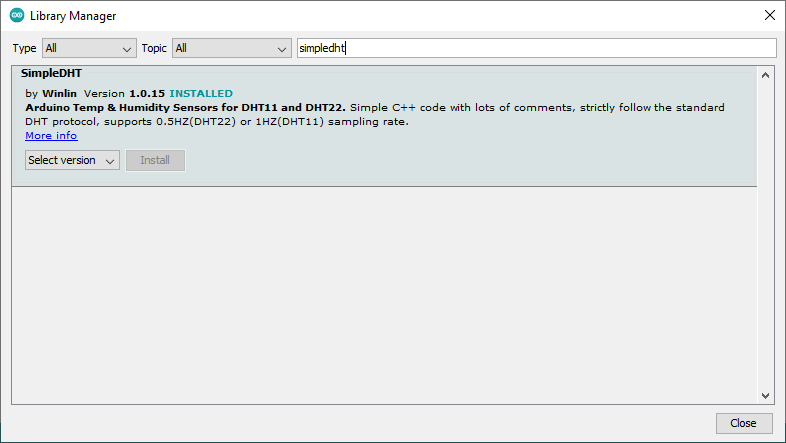 Library Manager
Type All Topic All simpledht
SimpleDHT
by Winlin Version 1.0.15 INSTALLED
Arduino Temp & Humidity Sensors for DHT11 and DHT22. Simple C++ code with lots of comments, strictly follow the standard
DHT protocol, supports 0.5HZ(DHT22) or 1HZ(DHT11) sampling rate.
More info
Select version Install
Close